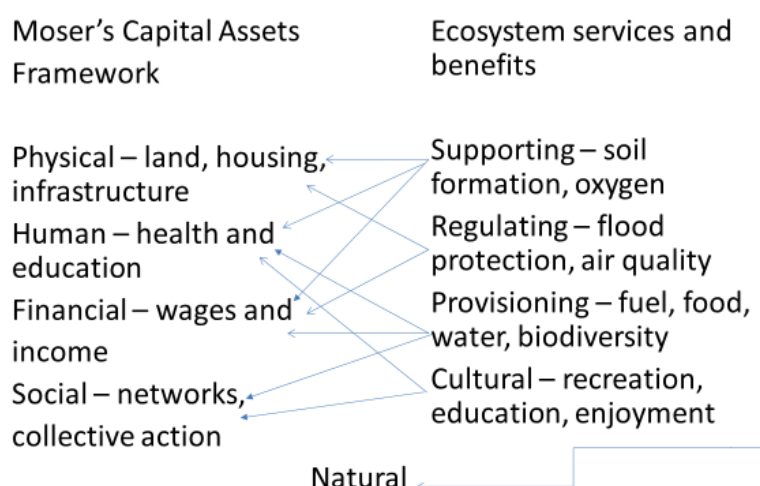 Moser’s Capital Assets
Framework
Physical – land, housing,
infrastructure
Human – health and
education
Financial – wages and
income
Social – networks,
collective action
Ecosystem services and
benefits
Supporting – soil
formation, oxygen
Regulating – flood
protection, air quality
Provisioning – fuel, food,
water, biodiversity
Cultural – recreation,
education, enjoyment
Natural